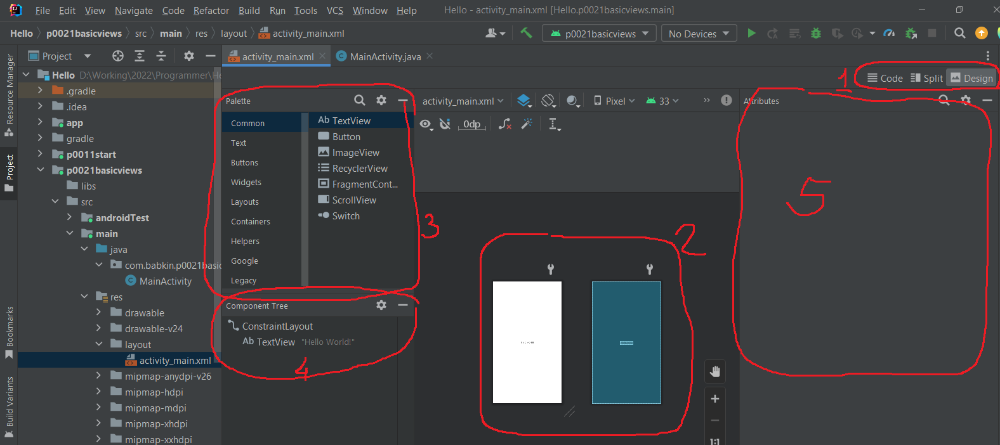 File Edit View Navigate Code Refactor Build Run Tools VCS Window Help Hello - activity_main.xml [Hello.p0021basicviews.main]
Hello p0021basicviews src main res layout activity_main.xml p0021basicviews No Devices
Project activity_main.xml MainActivity.java
Resource Manager
Project
Bookmarks
Build Variants
Hello D:\Working\2022\Programmer\He
.gradle
.idea
app
gradle
p0011start
p0021basicviews
libs
src
androidTest
main
java
com.babkin.p0021basic
MainActivity
res
drawable
drawable-v24
layout
activity_main.xml
mipmap-anydpi-v26
mipmap-hdpi
mipmap-mdpi
mipmap-xhdpi
mipmap-xxhdpi
1 Code Split Design
Palette
Common
Text
Buttons
Widgets
Layouts
Containers
Helpers
Google
Legacy
Ab TextView
Button
ImageView
RecyclerView
FragmentCont...
ScrollView
Switch
3
Component Tree
ConstraintLayout
Ab TextView "Hello World!"
4
activity_main.xml Pixel 33 »
0dp
2
1:1
Attributes
5